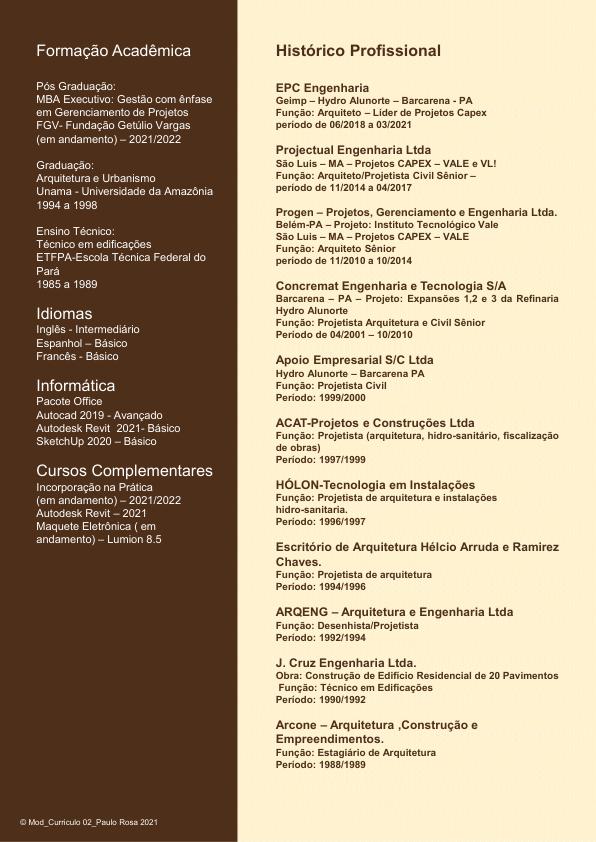 Formação Acadêmica
Pós Graduação:
MBA Executivo: Gestão com ênfase
em Gerenciamento de Projetos
FGV- Fundação Getúlio Vargas
(em andamento) – 2021/2022
Graduação:
Arquitetura e Urbanismo
Unama - Universidade da Amazônia
1994 a 1998
Ensino Técnico:
Técnico em edificações
ETFPA-Escola Técnica Federal do
Pará
1985 a 1989
Idiomas
Inglês - Intermediário
Espanhol – Básico
Francês - Básico
Informática
Pacote Office
Autocad 2019 - Avançado
Autodesk Revit  2021- Básico
SketchUp 2020 – Básico
Cursos Complementares
Incorporação na Prática
(em andamento) – 2021/2022
Autodesk Revit – 2021
Maquete Eletrônica ( em
andamento) – Lumion 8.5
© Mod_Curriculo 02_Paulo Rosa 2021
Histórico Profissional
EPC Engenharia
Geimp – Hydro Alunorte – Barcarena - PA
Função: Arquiteto – Lider de Projetos Capex
período de 06/2018 a 03/2021
Projectual Engenharia Ltda
São Luis – MA – Projetos CAPEX – VALE e VL!
Função: Arquiteto/Projetista Civil Sênior –
período de 11/2014 a 04/2017
Progen – Projetos, Gerenciamento e Engenharia Ltda.
Belém-PA – Projeto: Instituto Tecnológico Vale
São Luis – MA – Projetos CAPEX – VALE
Função: Arquiteto Sênior
período de 11/2010 a 10/2014
Concremat Engenharia e Tecnologia S/A
Barcarena – PA – Projeto: Expansões 1,2 e 3 da Refinaria
Hydro Alunorte
Função: Projetista Arquitetura e Civil Sênior
Período de 04/2001 – 10/2010
Apoio Empresarial S/C Ltda
Hydro Alunorte – Barcarena PA
Função: Projetista Civil
Período: 1999/2000
ACAT-Projetos e Construções Ltda
Função: Projetista (arquitetura, hidro-sanitário, fiscalização
de obras)
Período: 1997/1999
HÓLON-Tecnologia em Instalações
Função: Projetista de arquitetura e instalações
hidro-sanitaria.
Período: 1996/1997
Escritório de Arquitetura Hélcio Arruda e Ramirez
Chaves.
Função: Projetista de arquitetura
Período: 1994/1996
ARQENG – Arquitetura e Engenharia Ltda
Função: Desenhista/Projetista
Período: 1992/1994
J. Cruz Engenharia Ltda.
Obra: Construção de Edifício Residencial de 20 Pavimentos
Função: Técnico em Edificações
Período: 1990/1992
Arcone – Arquitetura ,Construção e
Empreendimentos.
Função: Estagiário de Arquitetura
Período: 1988/1989